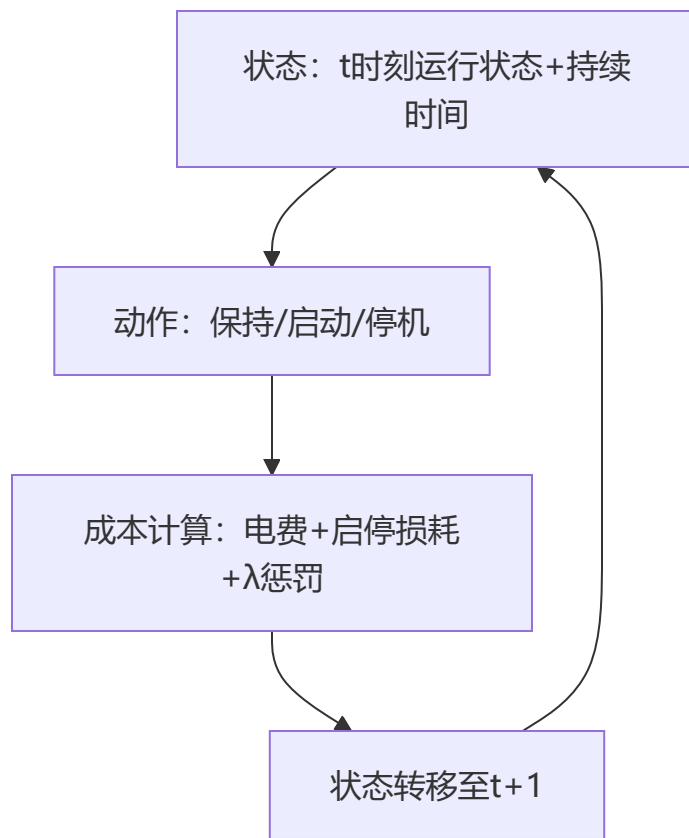 状态：t时刻运行状态+持续
时间
动作：保持/启动/停机
成本计算：电费+启停损耗
+λ惩罚
状态转移至t+1